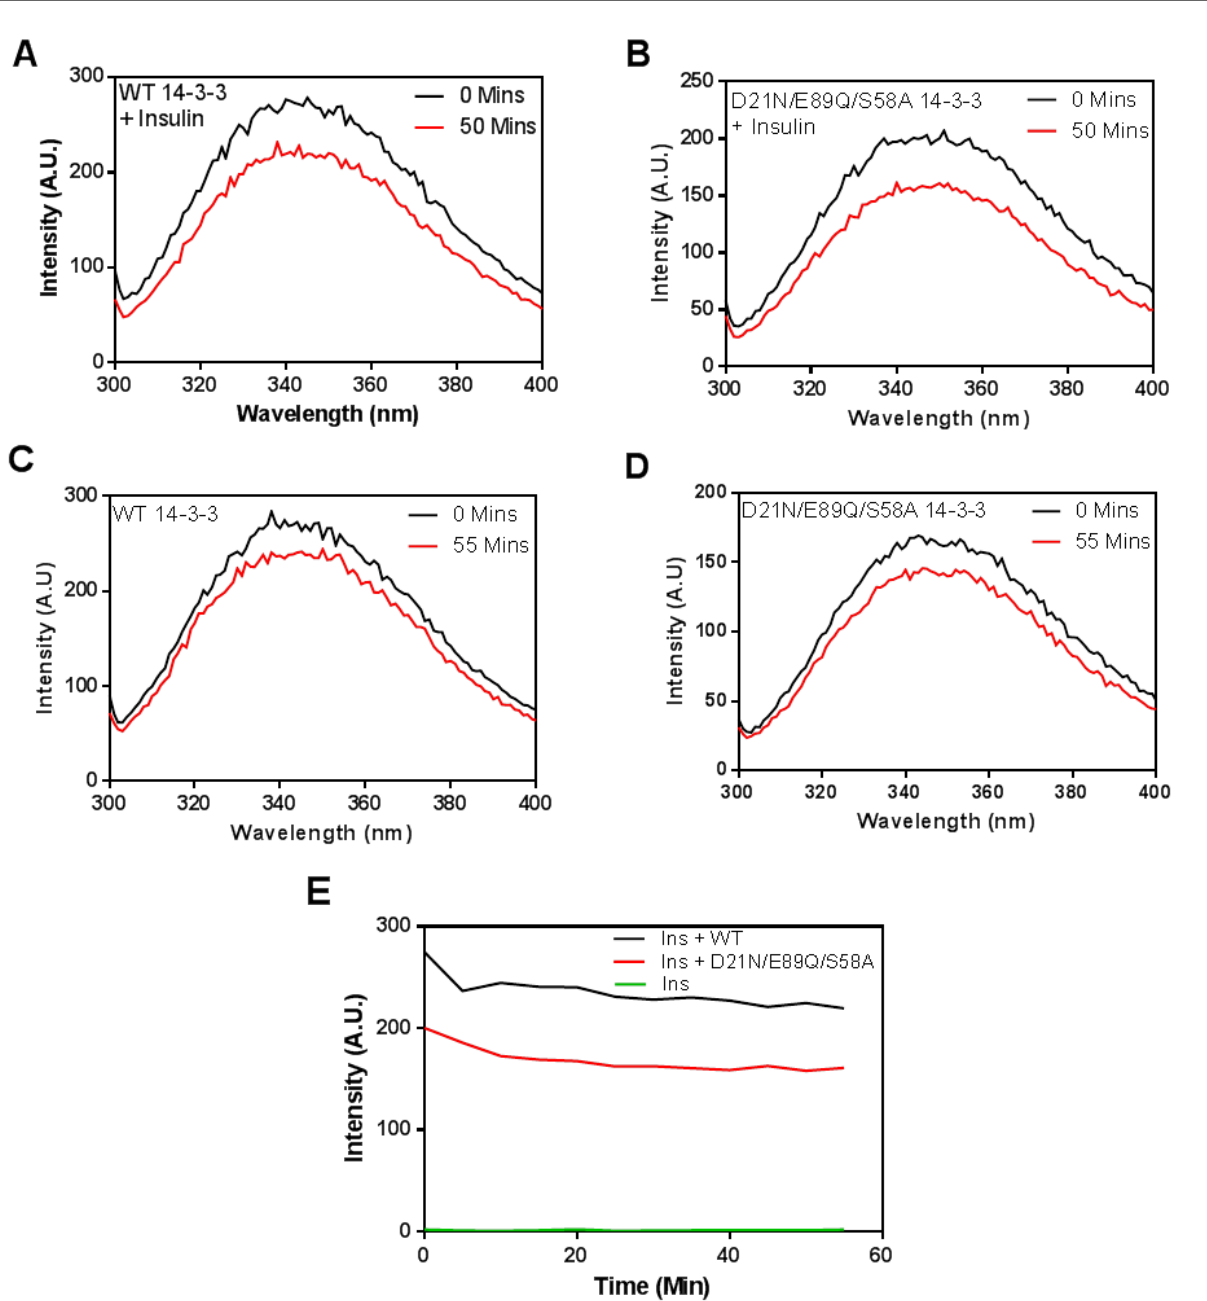 A
WT 14-3-3
+ Insulin
0 Mins
50 Mins
300
200
100
0
Intensity (A.U.)
300 320 340 360 380 400
Wavelength (nm)
B
D21N/E89Q/S58A 14-3-3
+ Insulin
0 Mins
50 Mins
250
200
150
100
50
0
Intensity (A.U.)
300 320 340 360 380 400
Wavelength (nm)
C
WT 14-3-3
0 Mins
55 Mins
300
200
100
0
Intensity (A.U)
300 320 340 360 380 400
Wavelength (nm)
D
D21N/E89Q/S58A 14-3-3
0 Mins
55 Mins
200
150
100
50
0
Intensity (A.U)
300 320 340 360 380 400
Wavelength (nm)
E
Ins + WT
Ins + D21N/E89Q/S58A
Ins
300
200
100
0
Intensity (A.U.)
0 20 40 60
Time (Min)